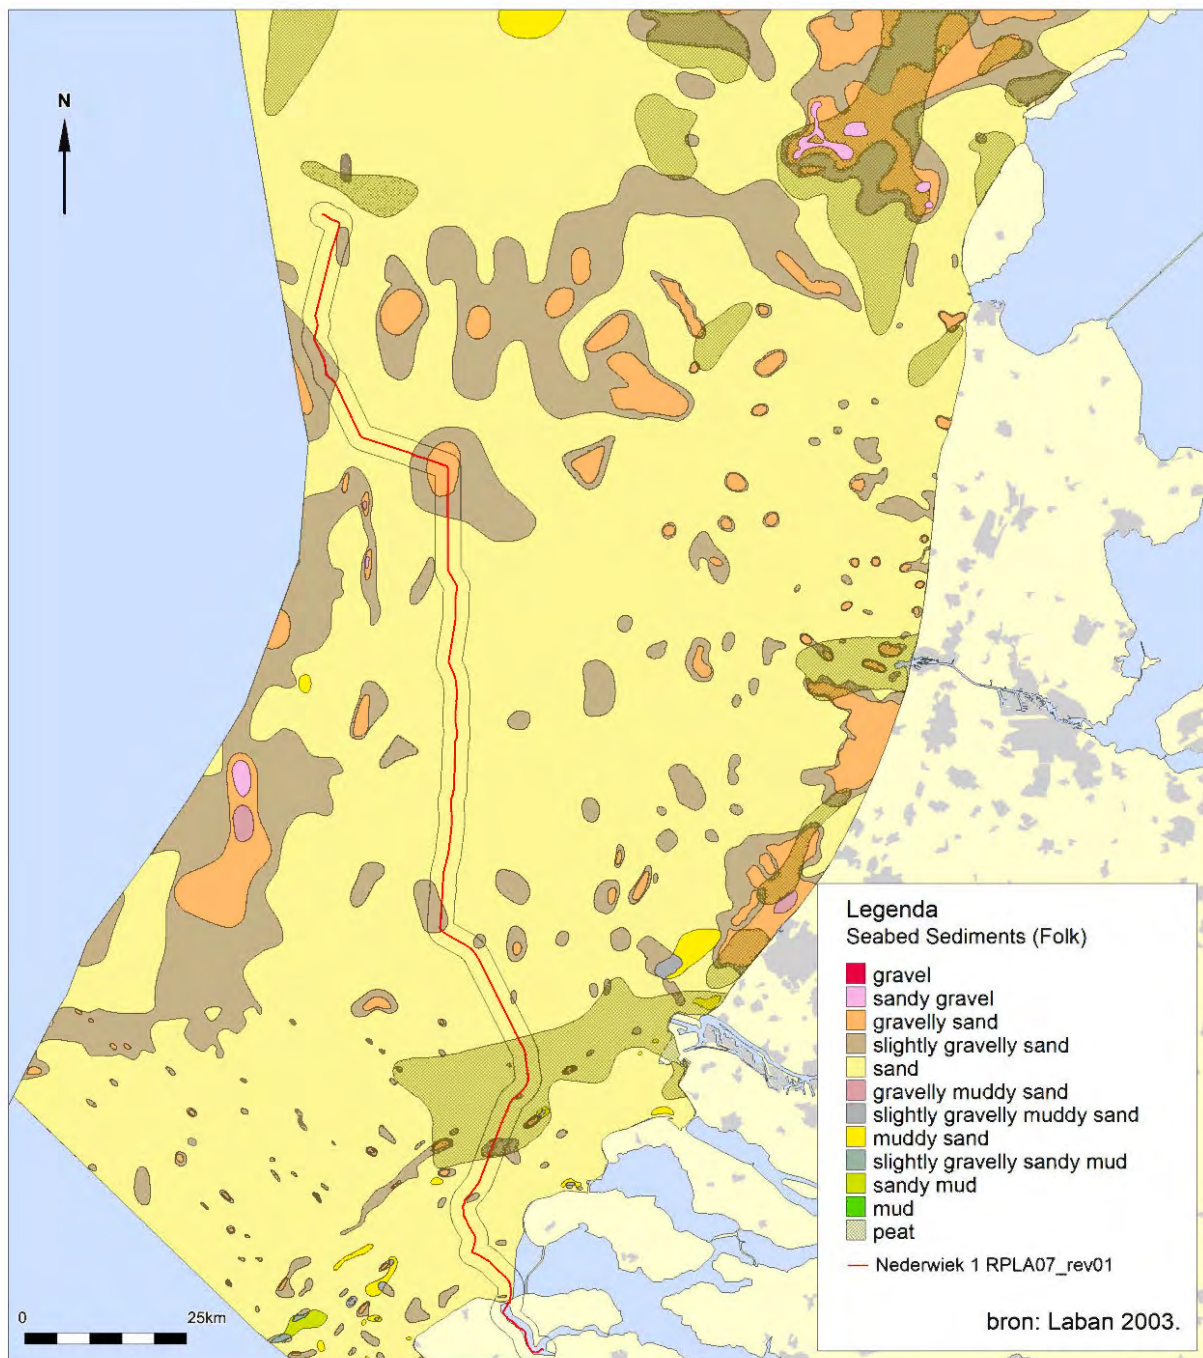 N
Legenda
Seabed Sediments (Folk)
gravel
sandy gravel
gravelly sand
slightly gravelly sand
sand
gravelly muddy sand
slightly gravelly muddy sand
muddy sand
slightly gravelly sandy mud
sandy mud
mud
peat
Nederwiek 1 RPLA07_rev01
bron: Laban 2003.
0 25km